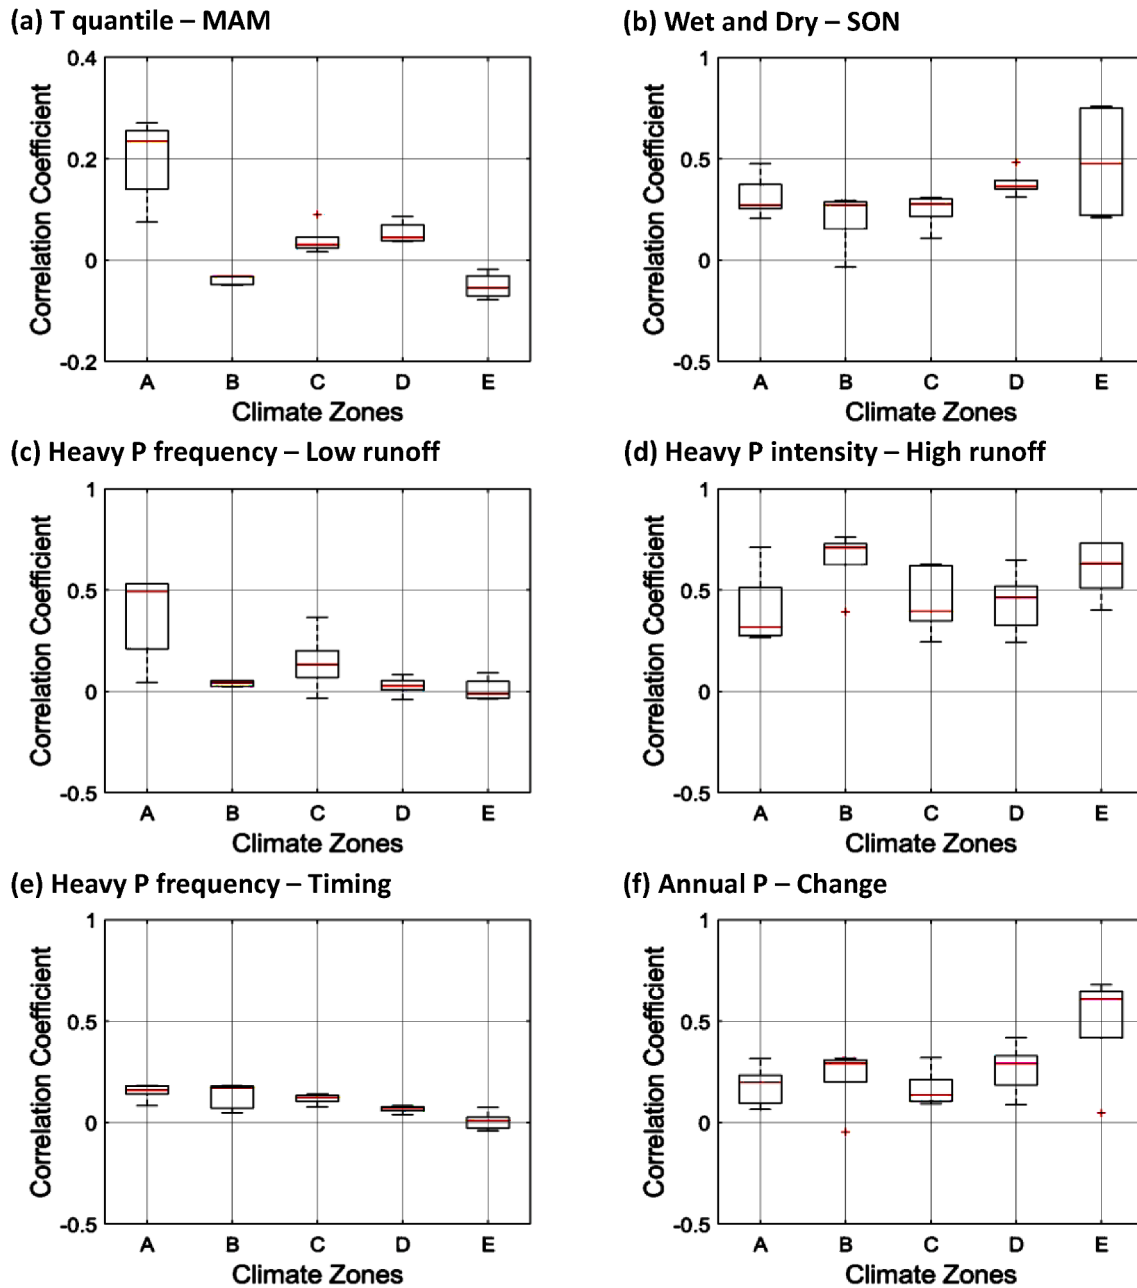 (a) T quantile – MAM
0.4
0.2
0
-0.2
Correlation Coefficient
A B C D E
Climate Zones
(b) Wet and Dry – SON
1
0.5
0
-0.5
Correlation Coefficient
A B C D E
Climate Zones
(c) Heavy P frequency – Low runoff
1
0.5
0
-0.5
Correlation Coefficient
A B C D E
Climate Zones
(d) Heavy P intensity – High runoff
1
0.5
0
-0.5
Correlation Coefficient
A B C D E
Climate Zones
(e) Heavy P frequency – Timing
1
0.5
0
-0.5
Correlation Coefficient
A B C D E
Climate Zones
(f) Annual P – Change
1
0.5
0
-0.5
Correlation Coefficient
A B C D E
Climate Zones